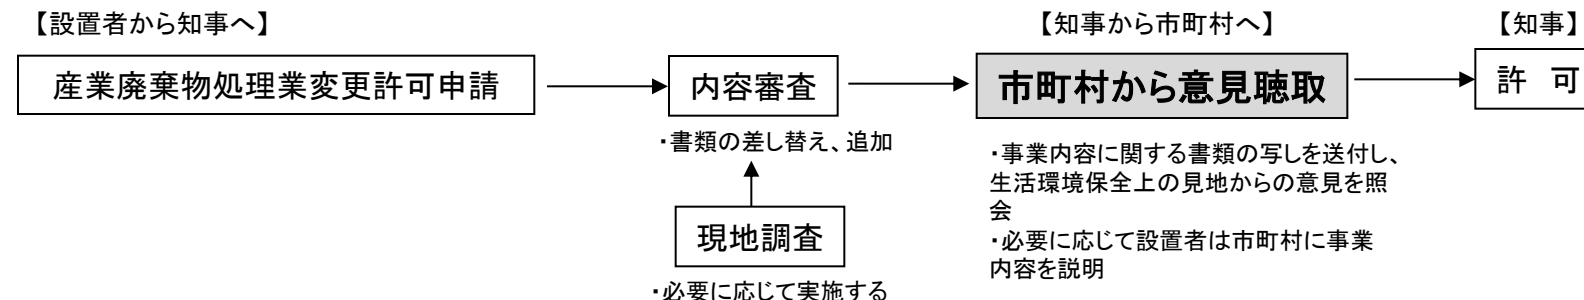 【設置者から知事へ】
【知事から市町村へ】
【知事】
産業廃棄物処理業変更許可申請
内容審査
市町村から意見聴取
許 可
・書類の差し替え、追加
・事業内容に関する書類の写しを送付し、
生活環境保全上の見地からの意見を照
会
・必要に応じて設置者は市町村に事業
内容を説明
現地調査
・必要に応じて実施する